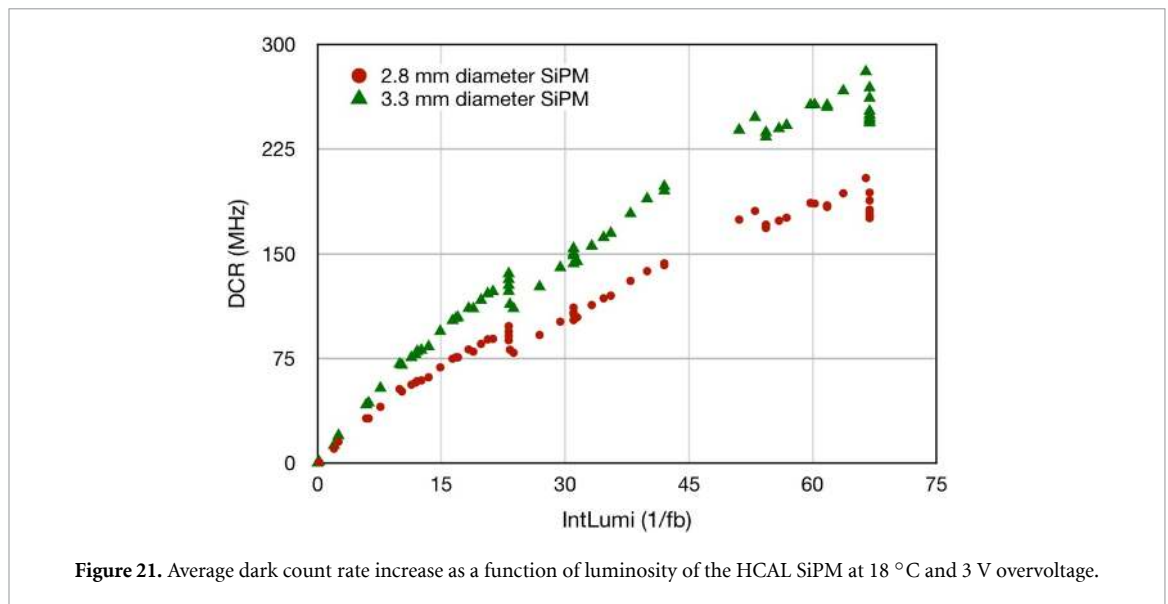 300
2.8 mm diameter SiPM
3.3 mm diameter SiPM
225
150
75
0
DCR (MHz)
0 15 30 45 60 75
IntLumi (1/fb)
Figure 21. Average dark count rate increase as a function of luminosity of the HCAL SiPM at 18 °C and 3 V overvoltage.